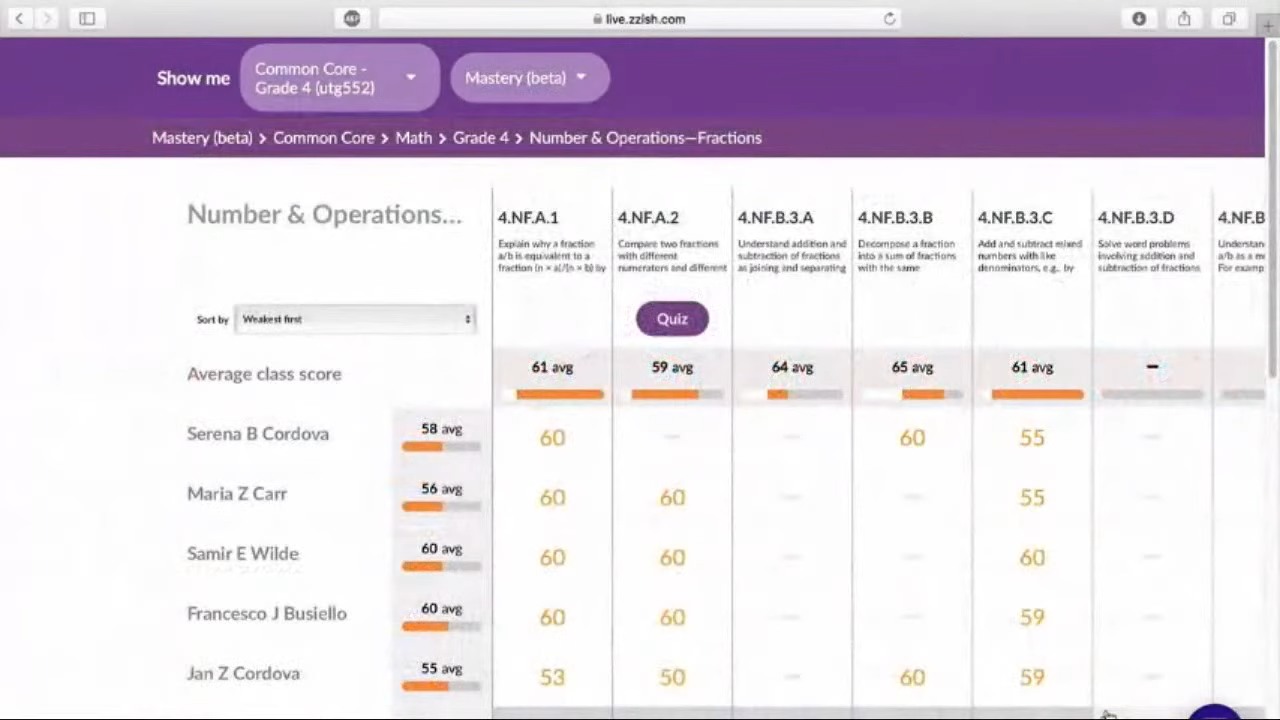 live.zzish.com
Show me
Common Core -
Grade 4 (utg552)
Mastery (beta)
Mastery (beta) > Common Core > Math > Grade 4 > Number & Operations—Fractions
Number & Operations...
4.NF.A.1
Explain why a fraction
a/b is equivalent to a
fraction (n × a)/(n × b) by
4.NF.A.2
Compare two fractions
with different
numerators and different
4.NF.B.3.A
Understand addition and
subtraction of fractions
as joining and separating
4.NF.B.3.B
Decompose a fraction
into a sum of fractions
with the same
4.NF.B.3.C
Add and subtract mixed
numbers with like
denominators, e.g., by
4.NF.B.3.D
Solve word problems
involving addition and
subtraction of fractions
4.NF.B
Understan
a/b as a m
For examp
Sort by Weakest first
Quiz
Average class score 61 avg 59 avg 64 avg 65 avg 61 avg –
Serena B Cordova 58 avg 60 – – 60 55 –
Maria Z Carr 56 avg 60 60 – – 55 –
Samir E Wilde 60 avg 60 60 – – 60 –
Francesco J Busiello 60 avg 60 60 – – 59 –
Jan Z Cordova 55 avg 53 50 – 60 59 –